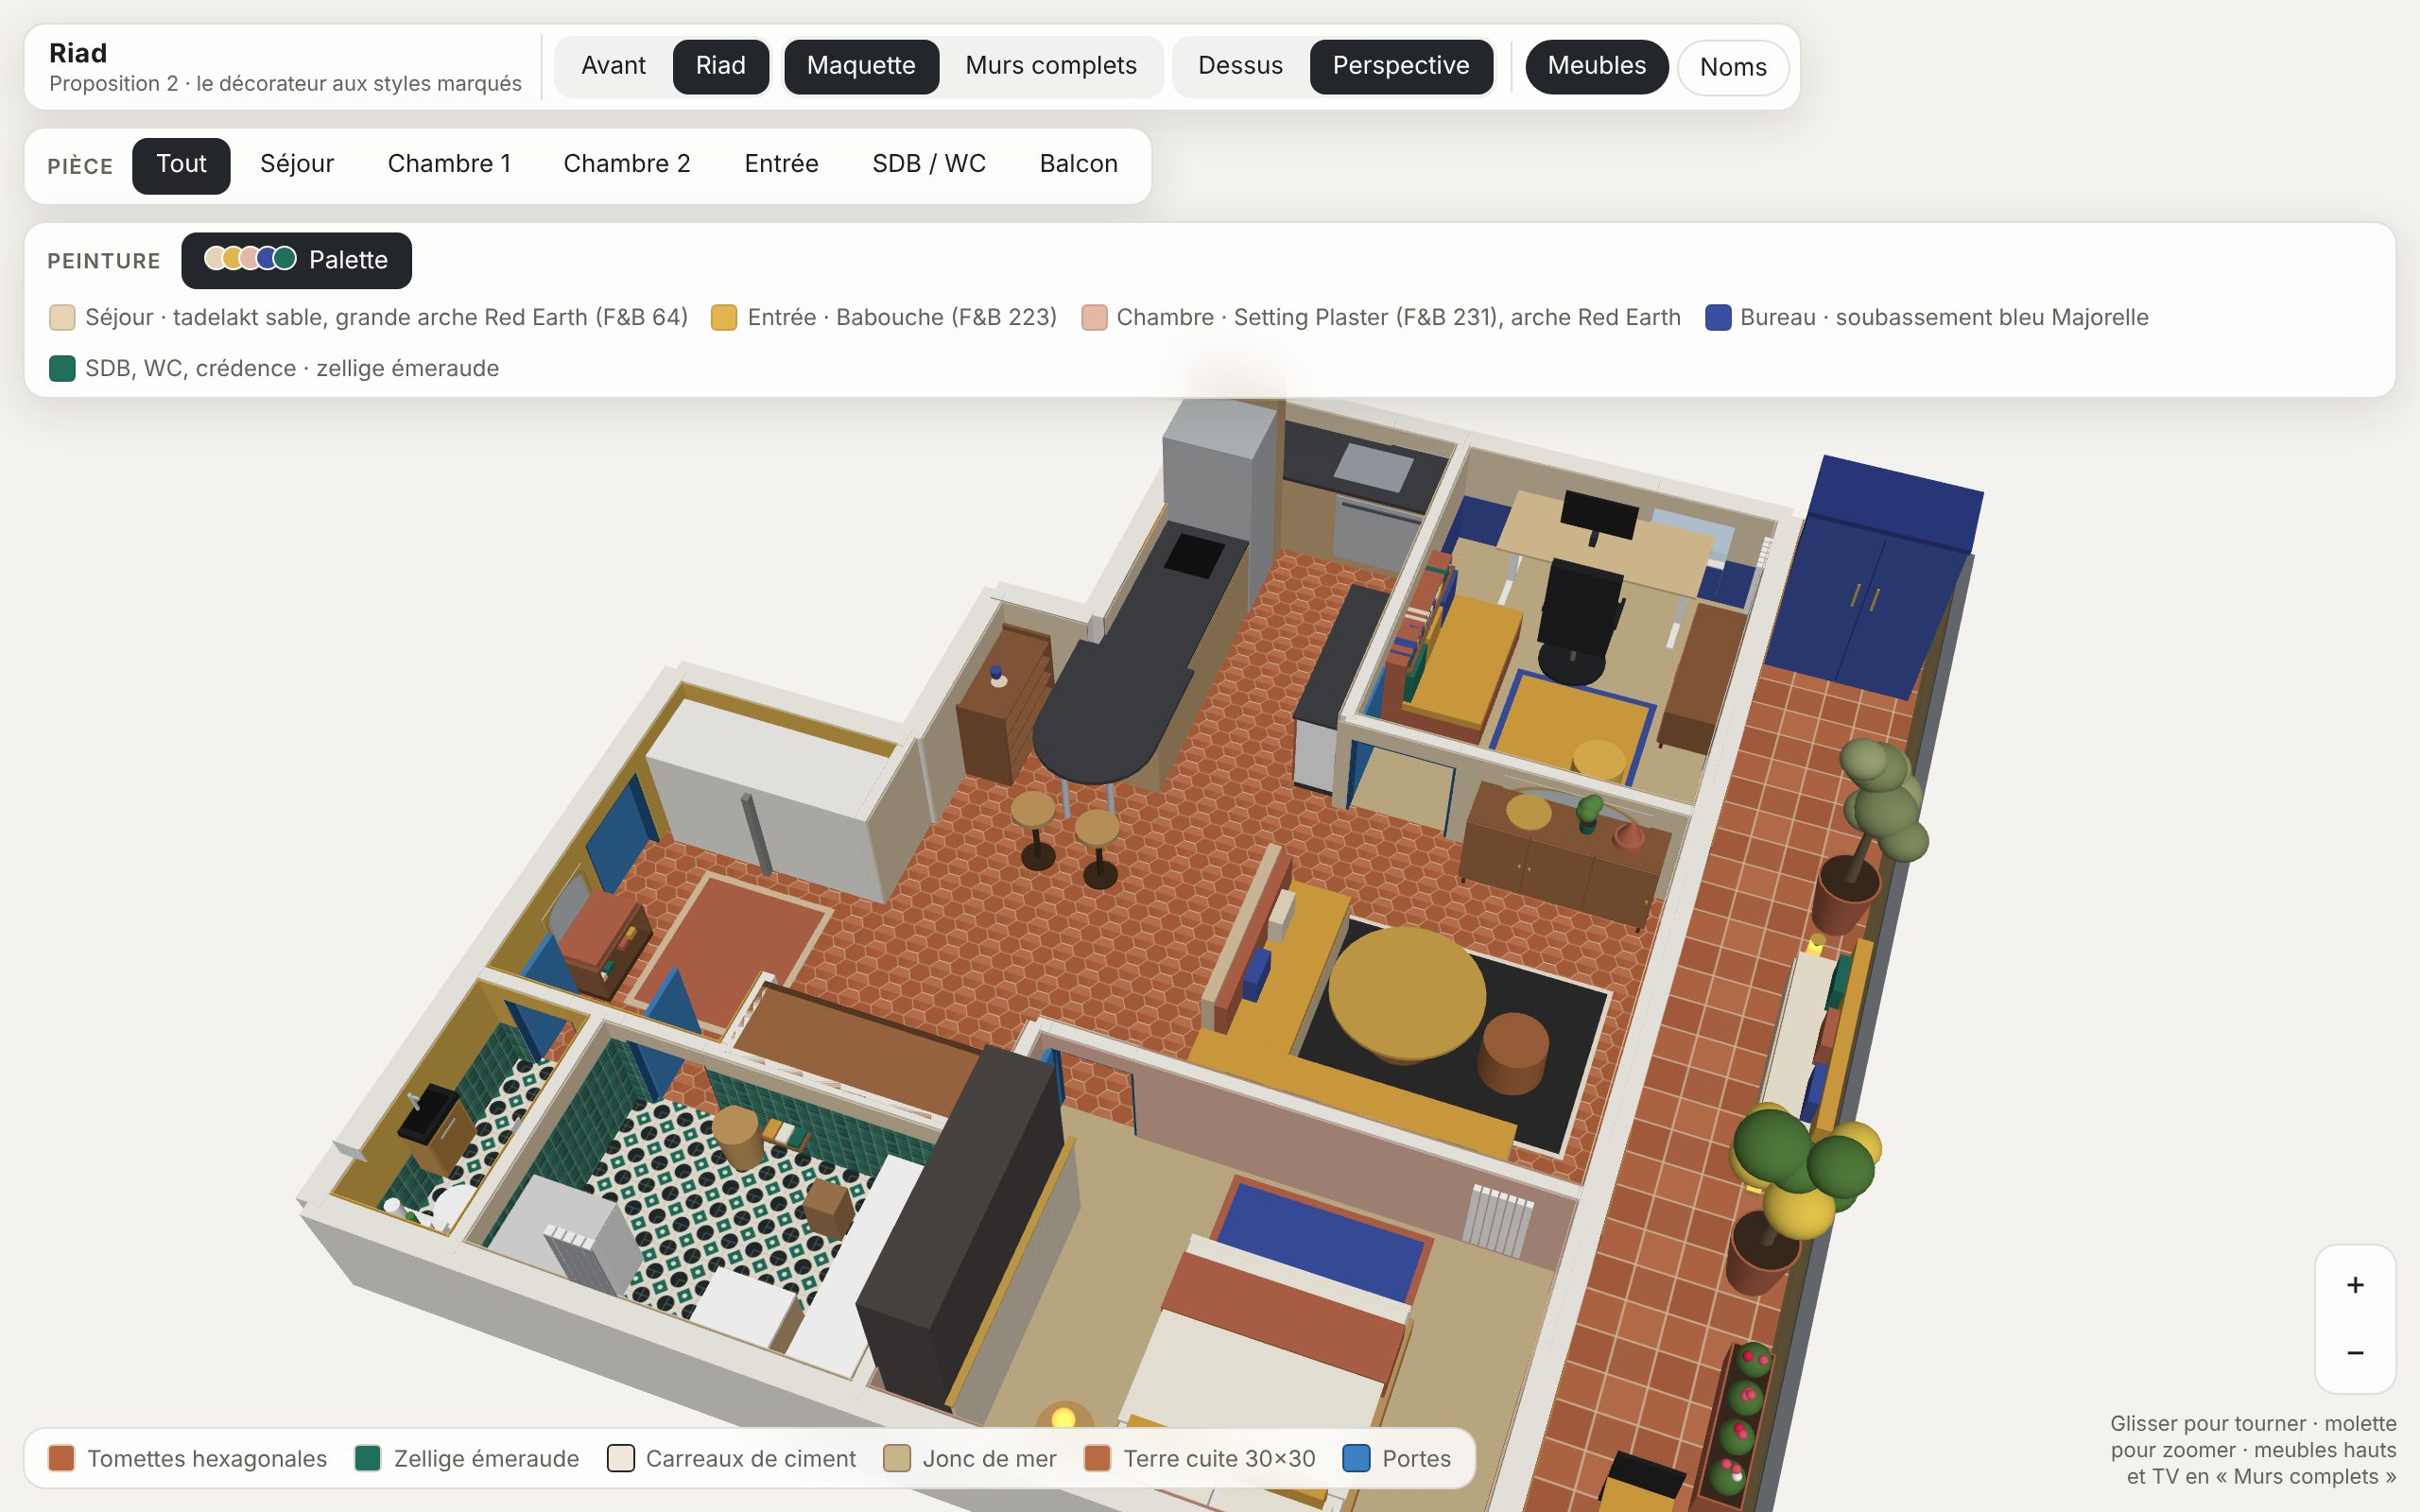 Riad
Proposition 2 · le décorateur aux styles marqués
Avant Riad Maquette Murs complets Dessus Perspective Meubles Noms
PIÈCE Tout Séjour Chambre 1 Chambre 2 Entrée SDB / WC Balcon
PEINTURE Palette
Séjour · tadelakt sable, grande arche Red Earth (F&B 64) Entrée · Babouche (F&B 223) Chambre · Setting Plaster (F&B 231), arche Red Earth Bureau · soubassement bleu Majorelle
SDB, WC, crédence · zellige émeraude
+
−
Glisser pour tourner · molette
pour zoomer · meubles hauts
et TV en « Murs complets »
Tomettes hexagonales Zellige émeraude Carreaux de ciment Jonc de mer Terre cuite 30×30 Portes